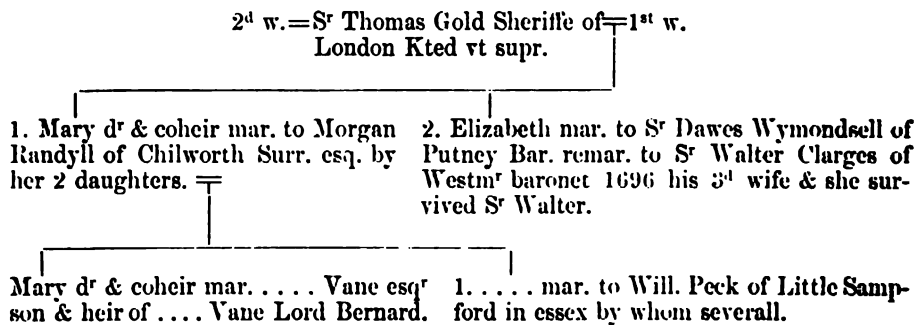 2ᵈ w.=Sʳ Thomas Gold Sheriffe of=1ˢᵗ w.
London Kted vt supr.
1. Mary dʳ & coheir mar. to Morgan
Randyll of Chilworth Surr. esq. by
her 2 daughters.
2. Elizabeth mar. to Sʳ Dawes Wymondsell of
Putney Bar. remar. to Sʳ Walter Clarges of
Westmʳ baronet 1696 his 3ᵈ wife & she sur-
vived Sʳ Walter.
Mary dʳ & coheir mar. . . . . Vane esqʳ
son & heir of . . . . Vane Lord Bernard.
1. . . . . mar. to Will. Peck of Little Samp-
ford in essex by whom severall.